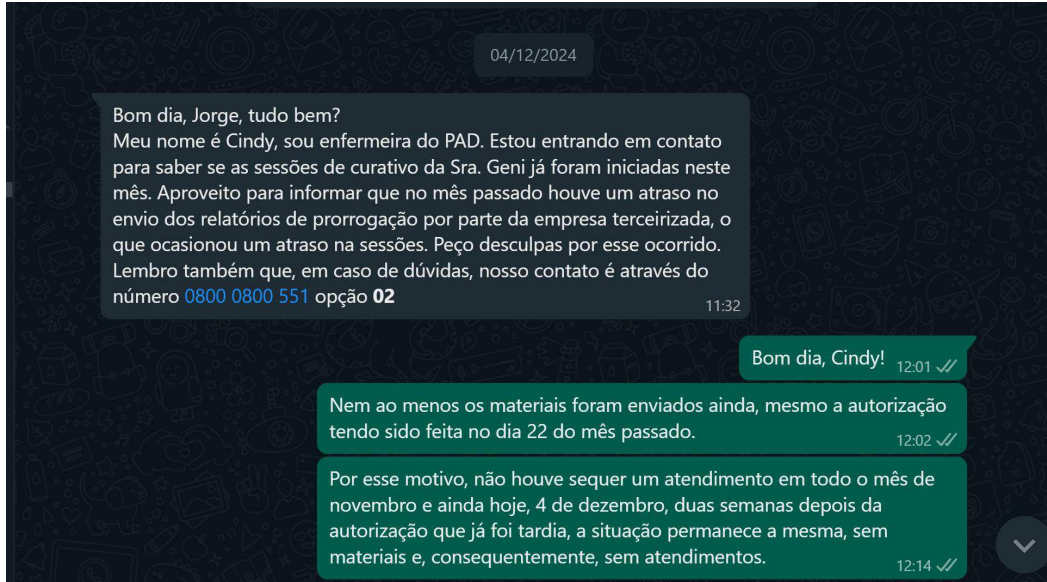 04/12/2024
Bom dia, Jorge, tudo bem?
Meu nome é Cindy, sou enfermeira do PAD. Estou entrando em contato
para saber se as sessões de curativo da Sra. Geni já foram iniciadas neste
mês. Aproveito para informar que no mês passado houve um atraso no
envio dos relatórios de prorrogação por parte da empresa terceirizada, o
que ocasionou um atraso na sessões. Peço desculpas por esse ocorrido.
Lembro também que, em caso de dúvidas, nosso contato é através do
número 0800 0800 551 opção 02
11:32
Bom dia, Cindy! 12:01
Nem ao menos os materiais foram enviados ainda, mesmo a autorização
tendo sido feita no dia 22 do mês passado.
12:02
Por esse motivo, não houve sequer um atendimento em todo o mês de
novembro e ainda hoje, 4 de dezembro, duas semanas depois da
autorização que já foi tardia, a situação permanece a mesma, sem
materiais e, consequentemente, sem atendimentos.
12:14